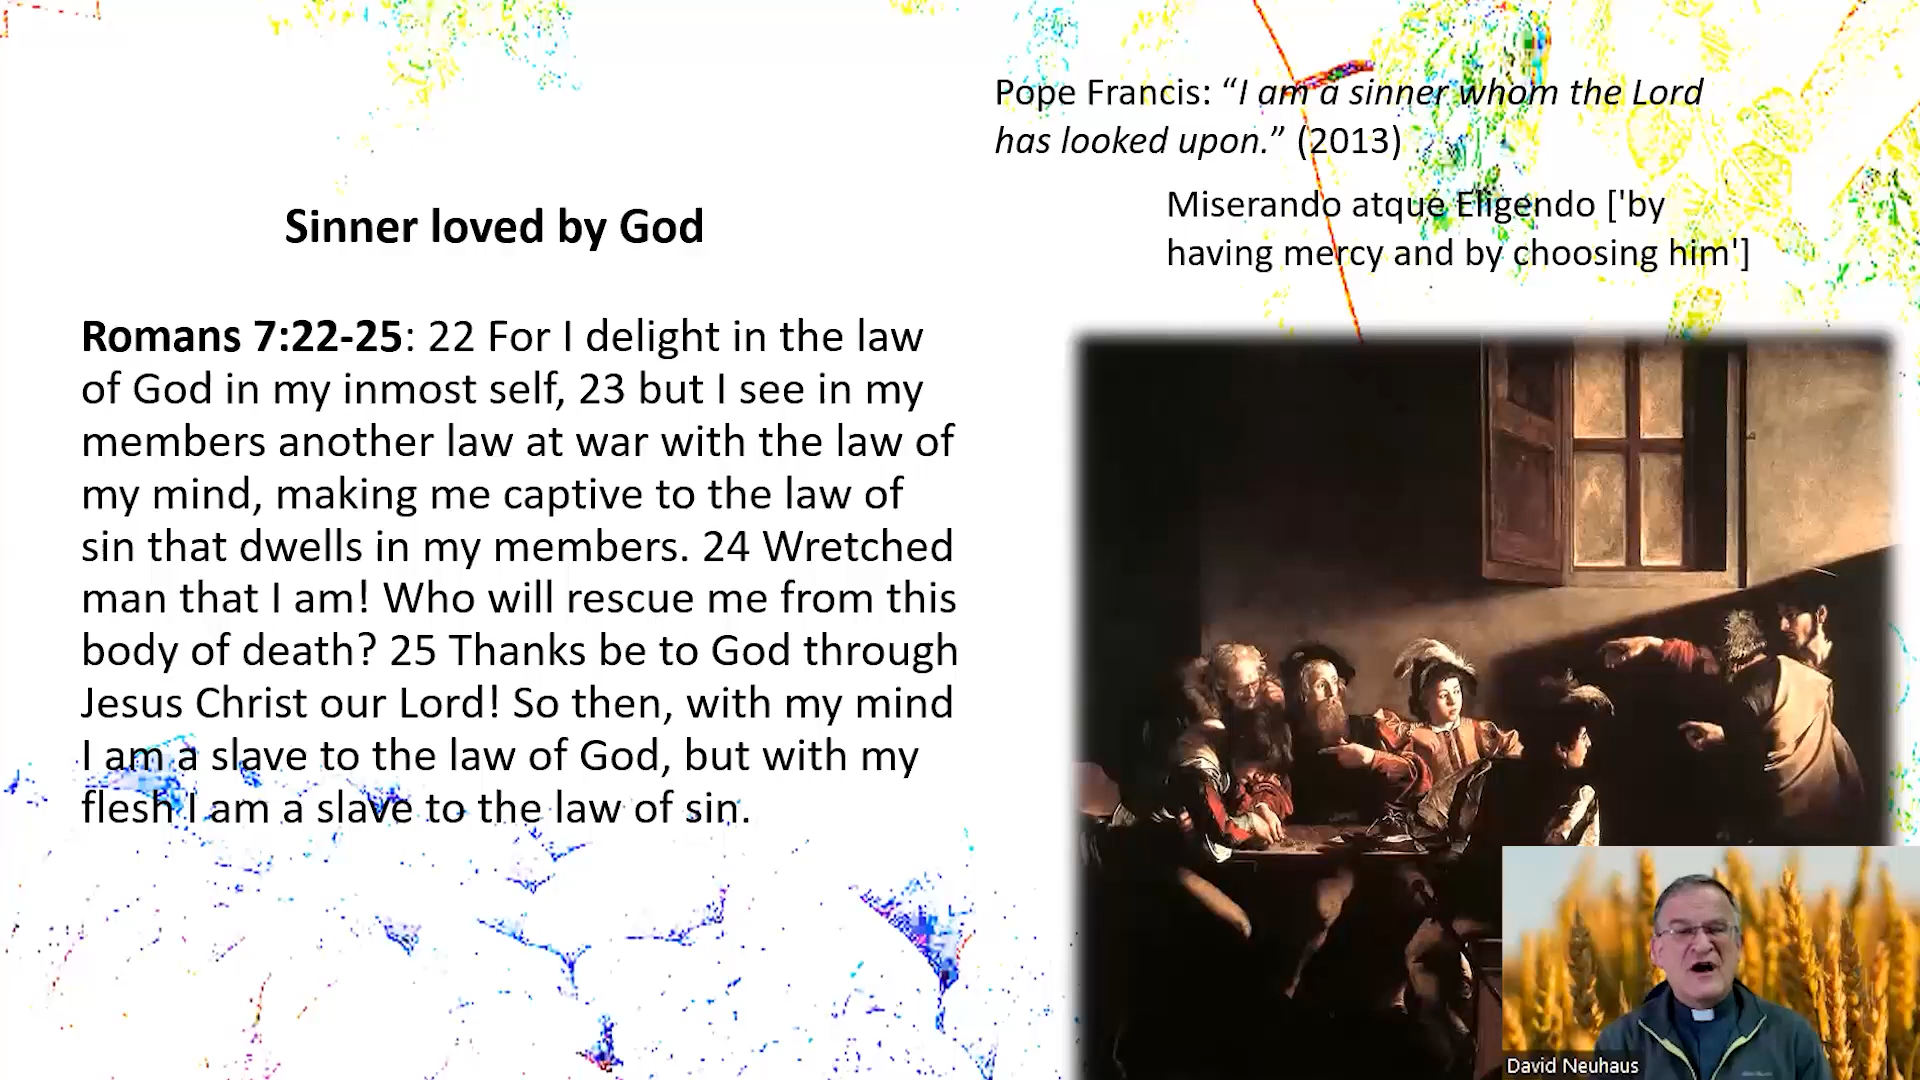 Pope Francis: “I am a sinner whom the Lord
has looked upon.” (2013)
Miserando atque Eligendo ['by
having mercy and by choosing him']
Sinner loved by God
Romans 7:22-25: 22 For I delight in the law
of God in my inmost self, 23 but I see in my
members another law at war with the law of
my mind, making me captive to the law of
sin that dwells in my members. 24 Wretched
man that I am! Who will rescue me from this
body of death? 25 Thanks be to God through
Jesus Christ our Lord! So then, with my mind
I am a slave to the law of God, but with my
flesh I am a slave to the law of sin.
David Neuhaus